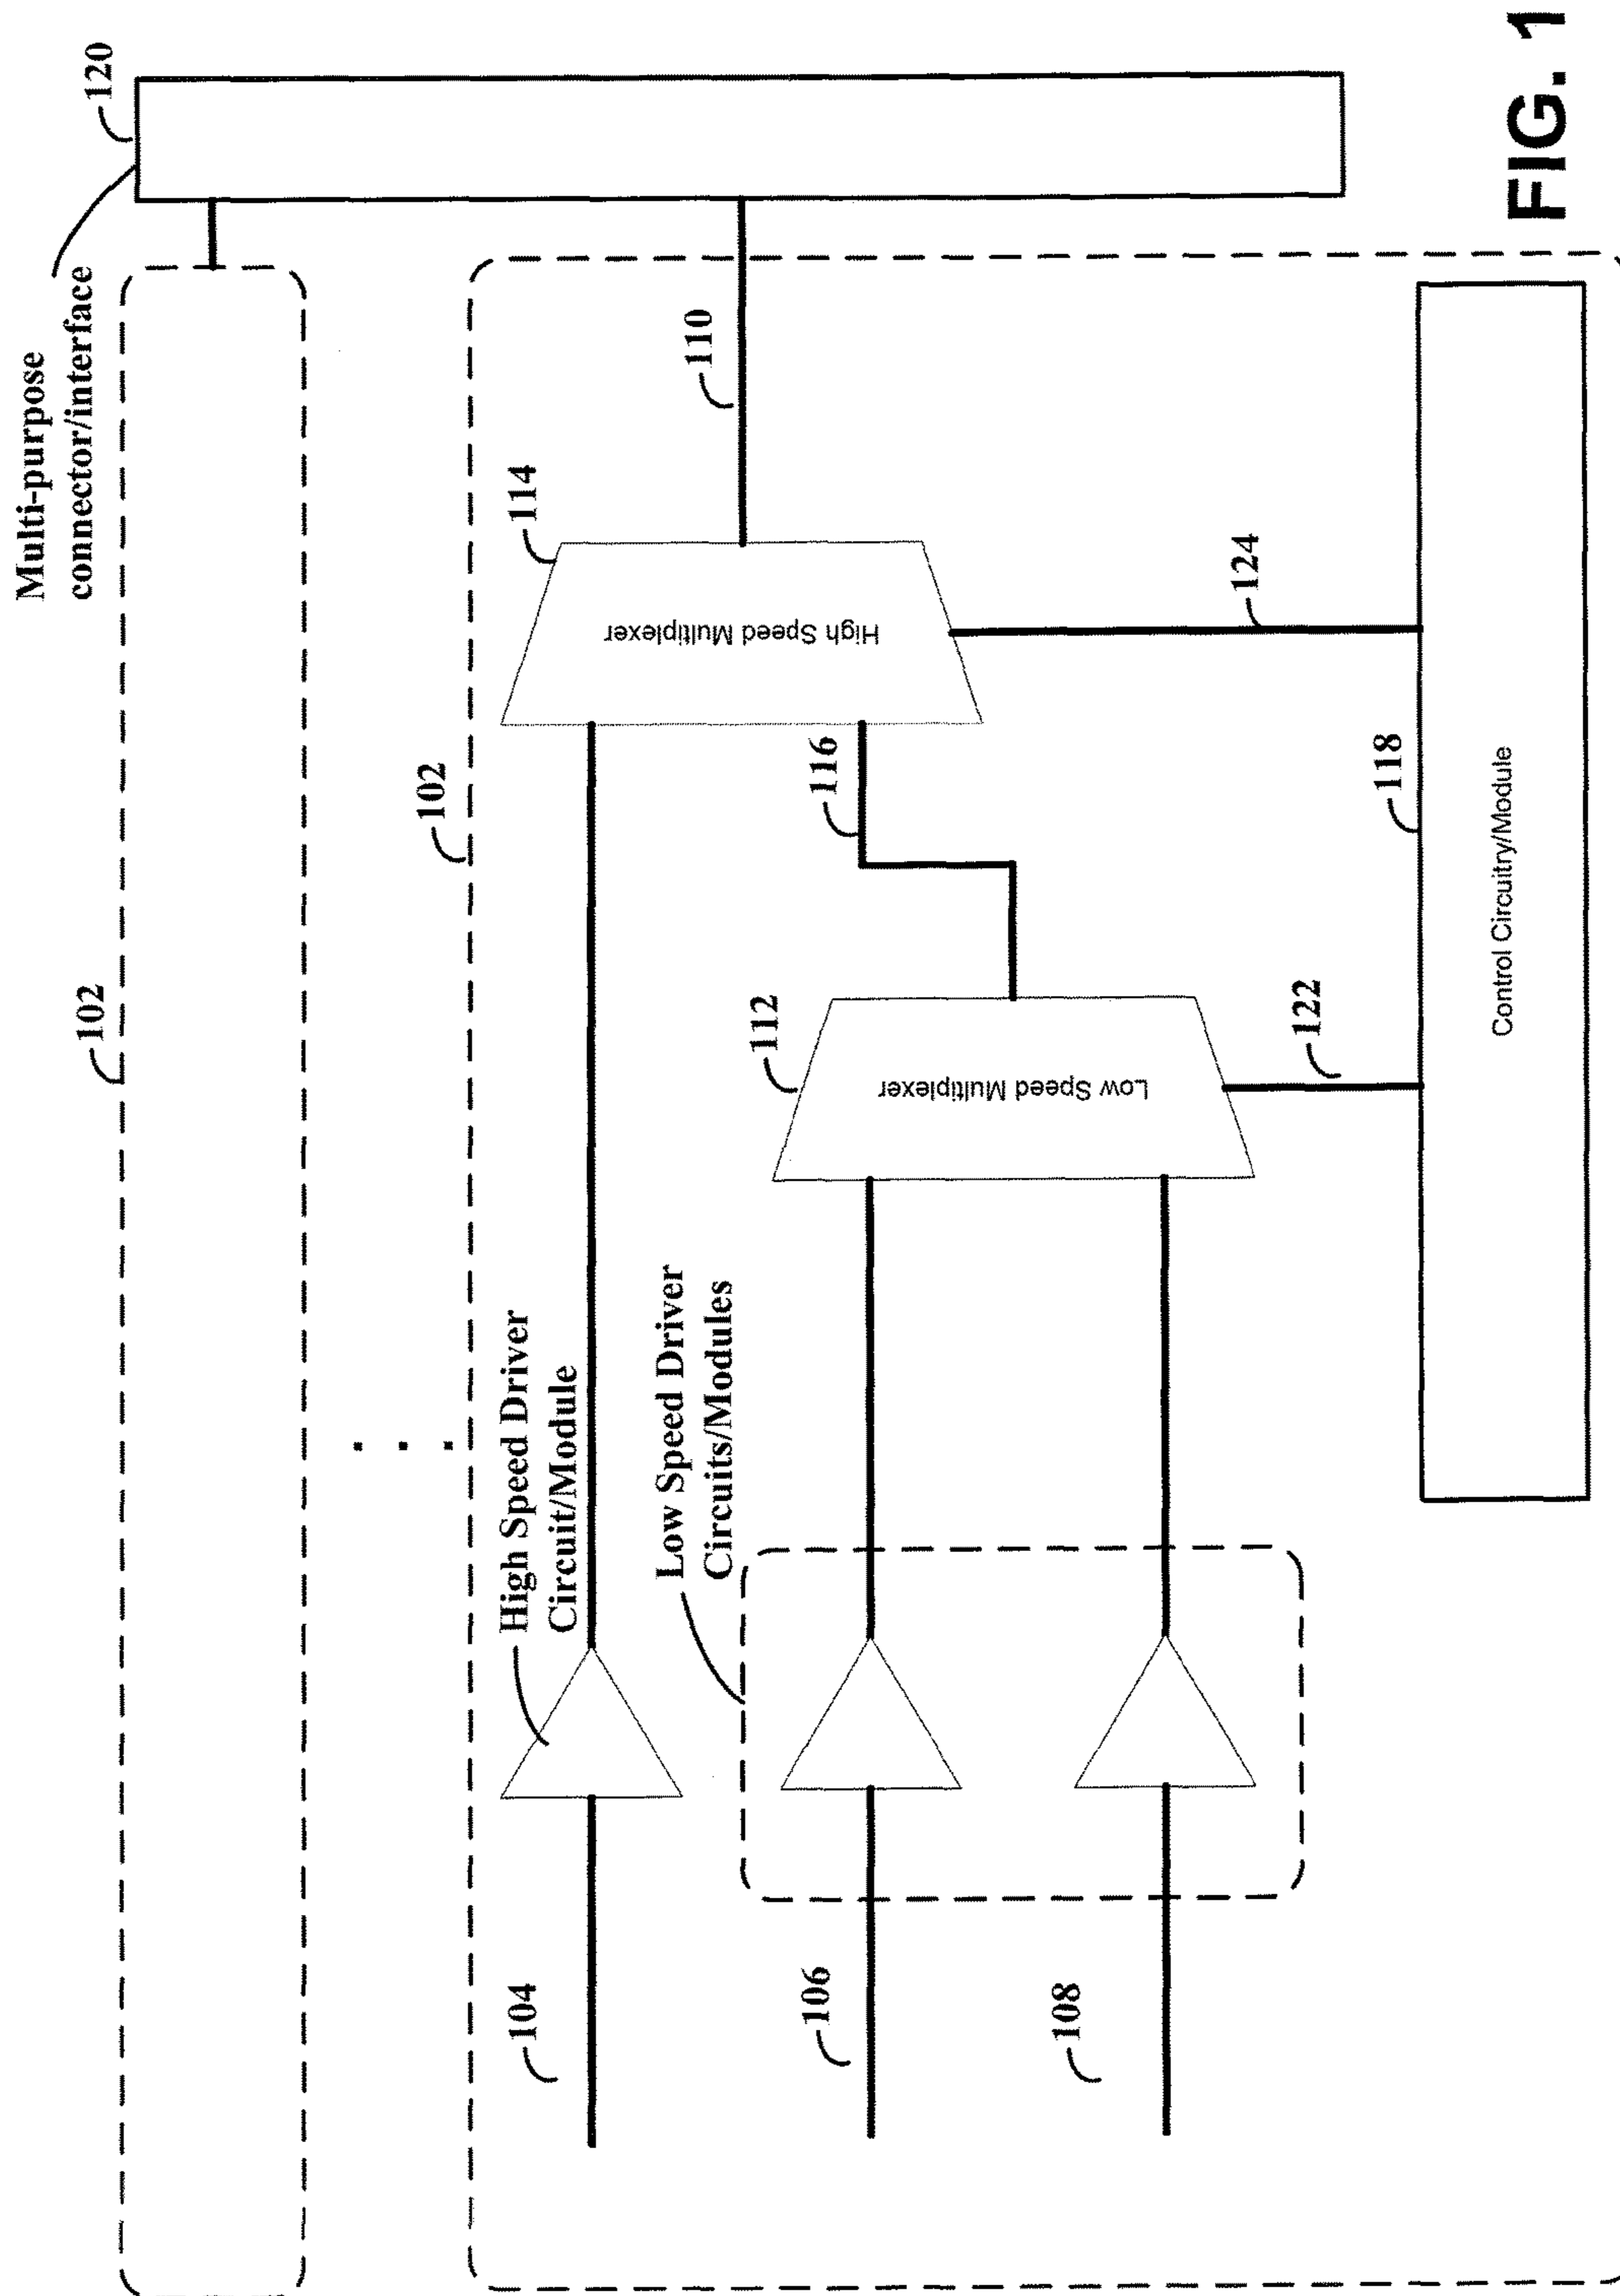 Multi-purpose
connector/interface
120
102
102
114
110
High Speed Multiplexer
116
124
High Speed Driver
Circuit/Module
Low Speed Driver
Circuits/Modules
112
Low Speed Multiplexer
122
118
Control Circuitry/Module
104
106
108
FIG. 1